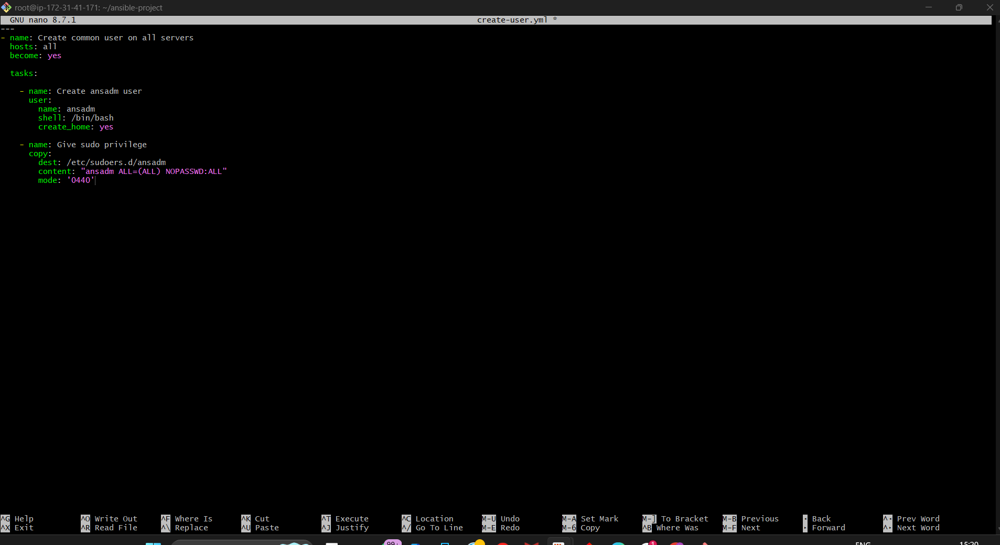 root@ip-172-31-41-171: ~/ansible-project
GNU nano 8.7.1 create-user.yml *
---
- name: Create common user on all servers
  hosts: all
  become: yes

  tasks:

    - name: Create ansadm user
      user:
        name: ansadm
        shell: /bin/bash
        create_home: yes

    - name: Give sudo privilege
      copy:
        dest: /etc/sudoers.d/ansadm
        content: "ansadm ALL=(ALL) NOPASSWD:ALL"
        mode: '0440'
^G Help ^O Write Out ^F Where Is ^K Cut ^T Execute ^C Location M-U Undo M-A Set Mark M-] To Bracket M-B Previous ◂ Back ^◂ Prev Word
^X Exit ^R Read File ^\ Replace ^U Paste ^J Justify ^/ Go To Line M-E Redo M-6 Copy ^B Where Was M-F Next ▸ Forward ^▸ Next Word
99+ 1 ENG 15:20